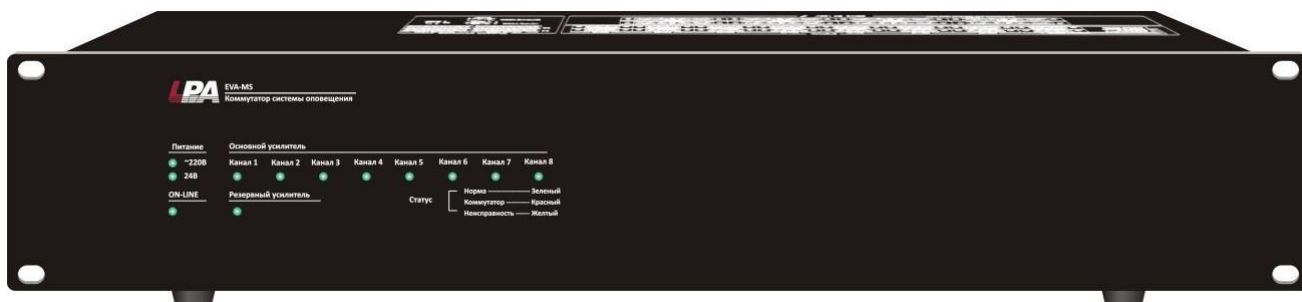 LPA
EVA-MS
Коммутатор системы оповещения
Питание
~220В
24В
Основной усилитель
Канал 1 Канал 2 Канал 3 Канал 4 Канал 5 Канал 6 Канал 7 Канал 8
ON-LINE
Резервный усилитель
Статус
Норма Зеленый
Коммутатор Красный
Неисправность Желтый